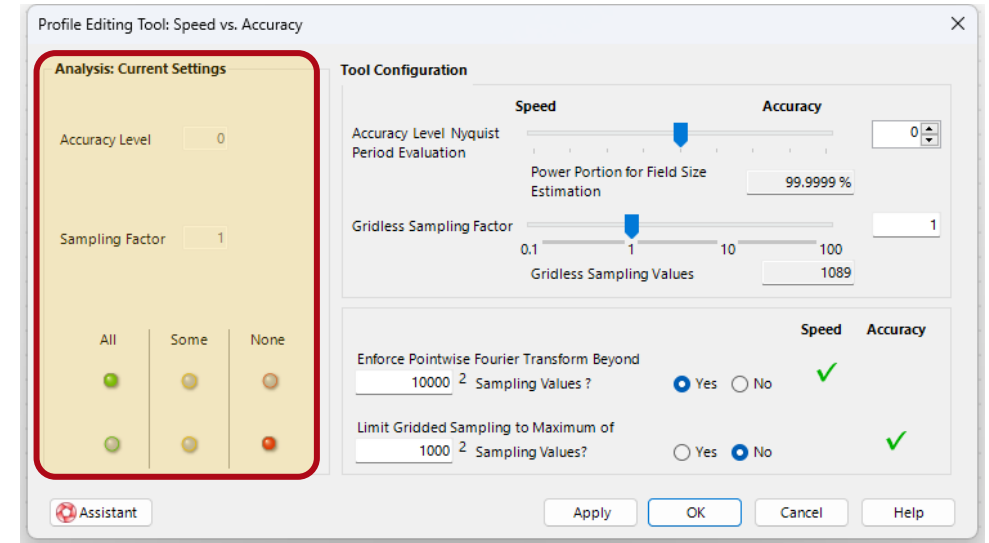 Profile Editing Tool: Speed vs. Accuracy
Analysis: Current Settings
Accuracy Level 0
Sampling Factor 1
All Some None
Tool Configuration
Speed Accuracy
Accuracy Level Nyquist
Period Evaluation
0
Power Portion for Field Size
Estimation
99.9999 %
Gridless Sampling Factor
1
0.1 1 10 100
Gridless Sampling Values 1089
Speed Accuracy
Enforce Pointwise Fourier Transform Beyond
10000 2 Sampling Values ? Yes No
Limit Gridded Sampling to Maximum of
1000 2 Sampling Values? Yes No
Assistant Apply OK Cancel Help